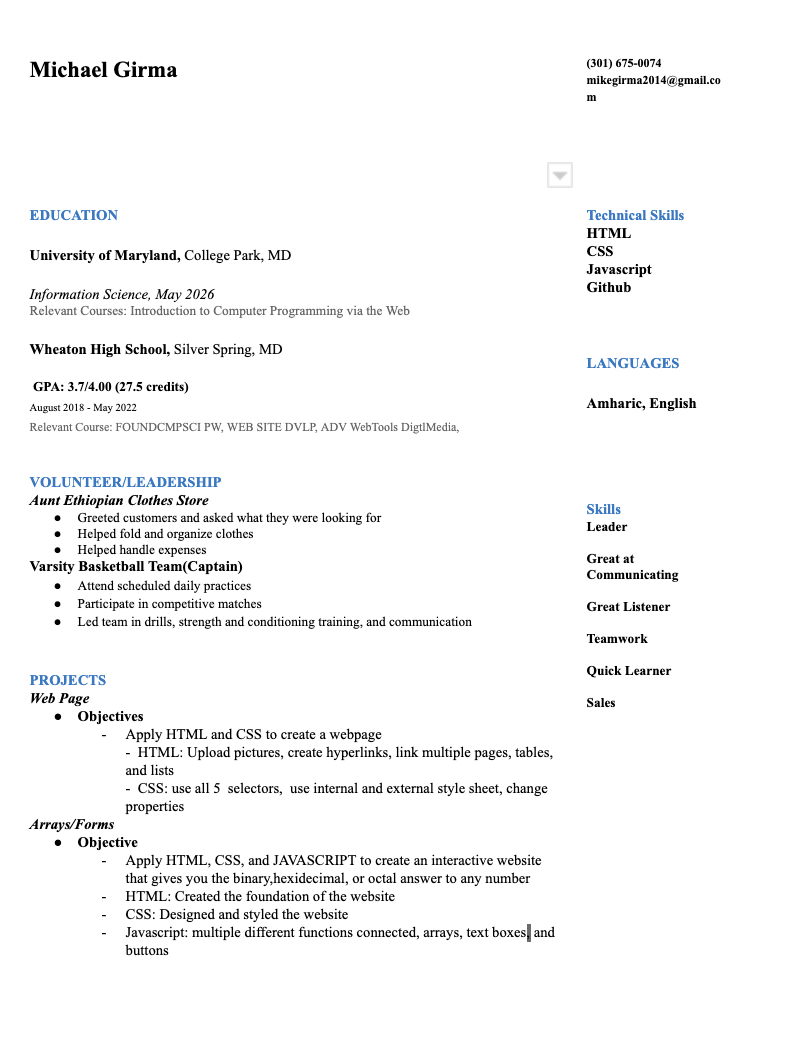 Michael Girma
(301) 675-0074
mikegirma2014@gmail.co
m
EDUCATION
University of Maryland, College Park, MD
Information Science, May 2026
Relevant Courses: Introduction to Computer Programming via the Web
Wheaton High School, Silver Spring, MD
GPA: 3.7/4.00 (27.5 credits)
August 2018 - May 2022
Relevant Course: FOUNDCMPSCI PW, WEB SITE DVLP, ADV WebTools DigtlMedia,
VOLUNTEER/LEADERSHIP
Aunt Ethiopian Clothes Store
● Greeted customers and asked what they were looking for
● Helped fold and organize clothes
● Helped handle expenses
Varsity Basketball Team(Captain)
● Attend scheduled daily practices
● Participate in competitive matches
● Led team in drills, strength and conditioning training, and communication
PROJECTS
Web Page
● Objectives
- Apply HTML and CSS to create a webpage
- HTML: Upload pictures, create hyperlinks, link multiple pages, tables,
and lists
- CSS: use all 5 selectors, use internal and external style sheet, change
properties
Arrays/Forms
● Objective
- Apply HTML, CSS, and JAVASCRIPT to create an interactive website
that gives you the binary,hexidecimal, or octal answer to any number
- HTML: Created the foundation of the website
- CSS: Designed and styled the website
- Javascript: multiple different functions connected, arrays, text boxes, and
buttons
Technical Skills
HTML
CSS
Javascript
Github
LANGUAGES
Amharic, English
Skills
Leader
Great at
Communicating
Great Listener
Teamwork
Quick Learner
Sales